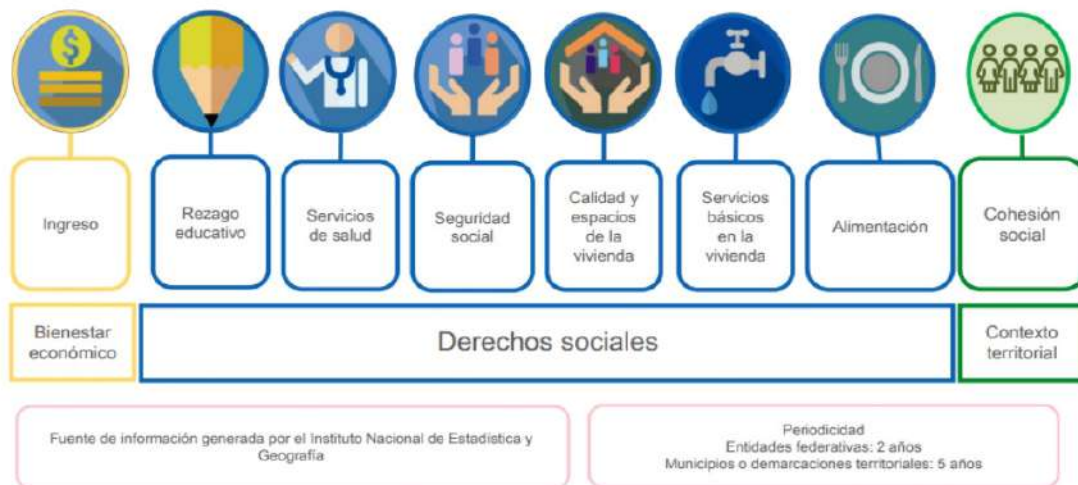 $
Ingreso
Rezago
educativo
Servicios
de salud
Seguridad
social
Calidad y
espacios
de la
vivienda
Servicios
básicos
en la
vivienda
Alimentación
Cohesión
social
Bienestar
económico
Derechos sociales
Contexto
territorial
Fuente de información generada por el Instituto Nacional de Estadística y
Geografía
Periodicidad
Entidades federativas: 2 años
Municipios o demarcaciones territoriales: 5 años